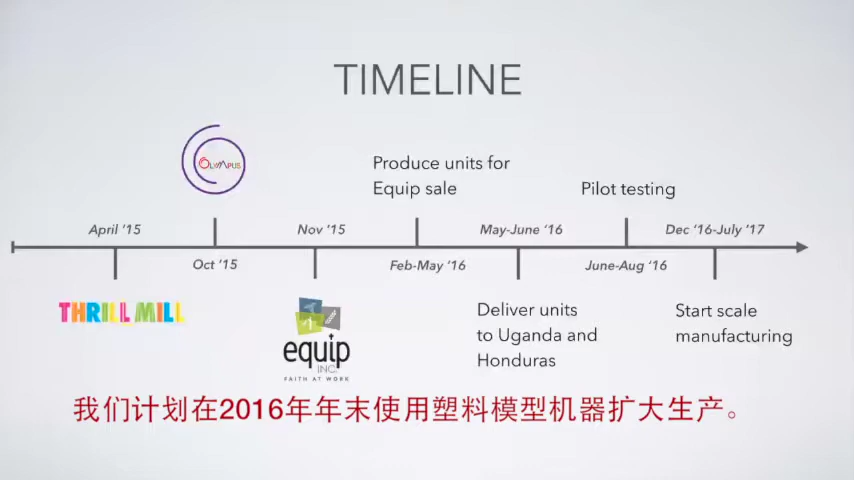 TIMELINE
OLYMPUS
Produce units for
Equip sale
Pilot testing
April '15
Nov '15
May-June '16
Dec '16-July '17
Oct '15
Feb-May '16
June-Aug '16
THRILL MILL
equip
INC.
FAITH AT WORK
Deliver units
to Uganda and
Honduras
Start scale
manufacturing
我们计划在2016年年末使用塑料模型机器扩大生产。